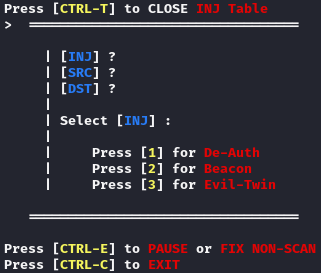 Press [CTRL-T] to CLOSE INJ Table
> ==================================
| [INJ] ?
| [SRC] ?
| [DST] ?
|
| Select [INJ] :
|
| Press [1] for De-Auth
| Press [2] for Beacon
| Press [3] for Evil-Twin
==================================
Press [CTRL-E] to PAUSE or FIX NON-SCAN
Press [CTRL-C] to EXIT